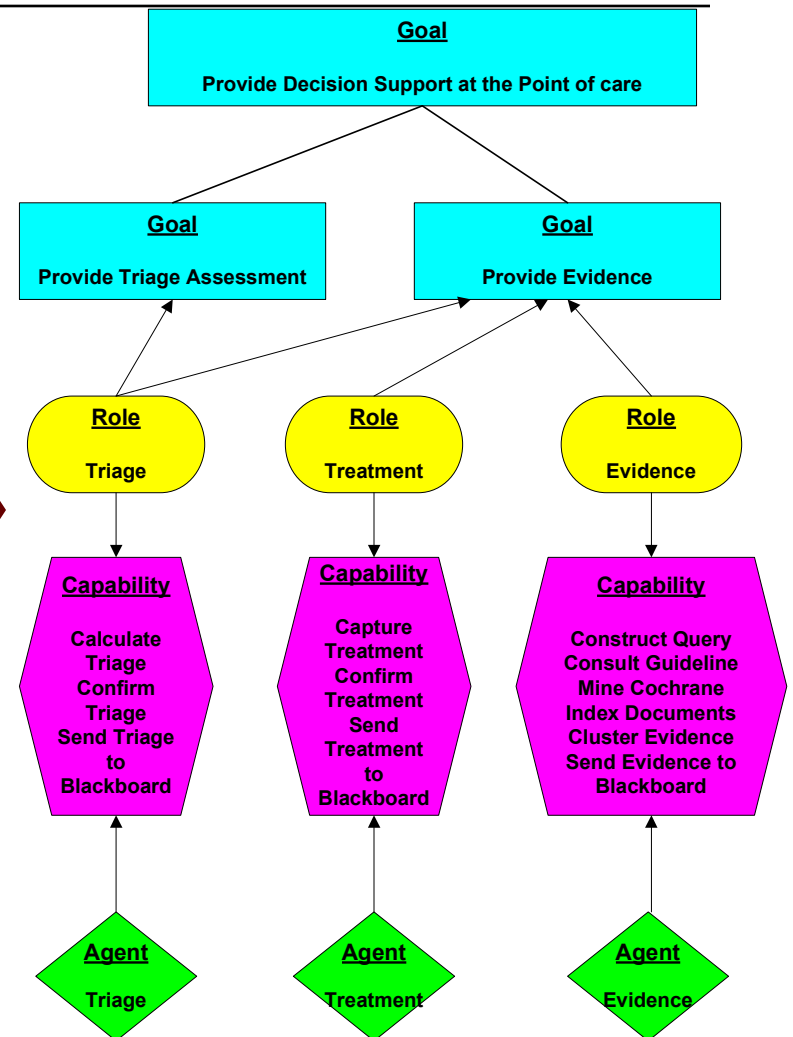 Goal
Provide Decision Support at the Point of care
Goal
Provide Triage Assessment
Goal
Provide Evidence
Role
Triage
Role
Treatment
Role
Evidence
Capability
Calculate
Triage
Confirm
Triage
Send Triage
to
Blackboard
Capability
Capture
Treatment
Confirm
Treatment
Send
Treatment
to
Blackboard
Capability
Construct Query
Consult Guideline
Mine Cochrane
Index Documents
Cluster Evidence
Send Evidence to
Blackboard
Agent
Triage
Agent
Treatment
Agent
Evidence